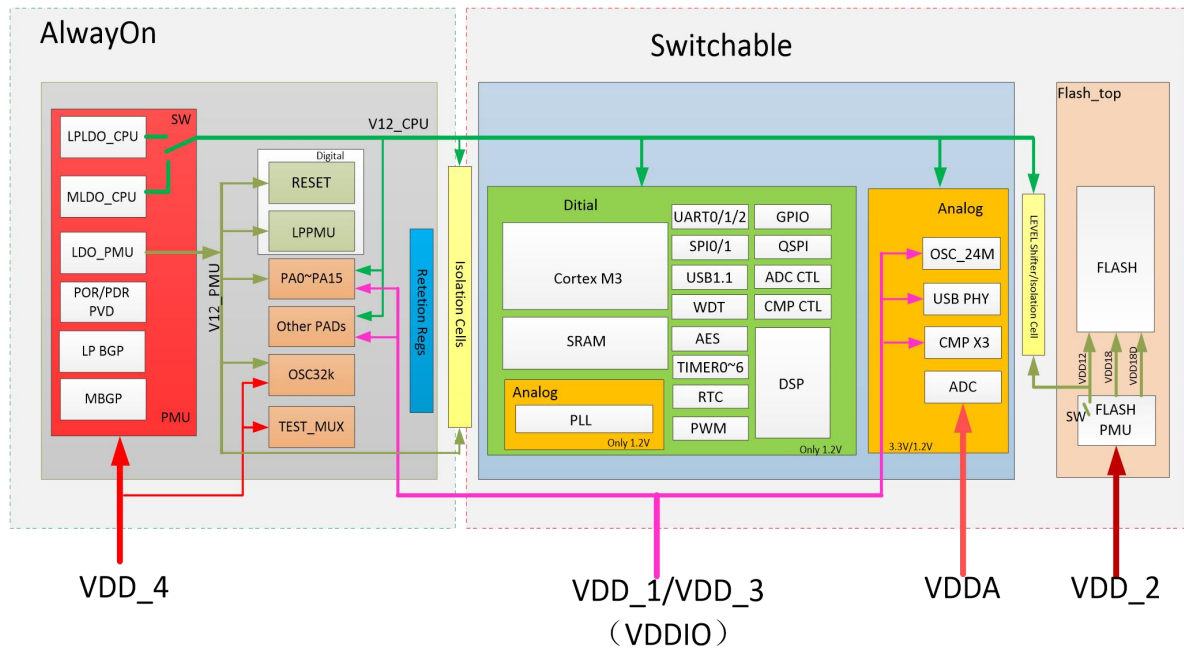 AlwayOn
Switchable
SW
LPLDO_CPU
MLDO_CPU
LDO_PMU
POR/PDR
PVD
LP BGP
MBGP
PMU
V12_CPU
V12_PMU
Digital
RESET
LPPMU
PA0~PA15
Other PADs
OSC32k
TEST_MUX
Retetion Regs
Isolation Cells
Ditial
Cortex M3
SRAM
Analog
PLL
Only 1.2V
UART0/1/2
SPI0/1
USB1.1
WDT
AES
TIMER0~6
RTC
PWM
GPIO
QSPI
ADC CTL
CMP CTL
DSP
Only 1.2V
Analog
OSC_24M
USB PHY
CMP X3
ADC
3.3V/1.2V
LEVEL Shifter/Isolation Cell
Flash_top
FLASH
VDD12
VDD18
VDD18Q
SW
FLASH
PMU
VDD_4
VDD_1/VDD_3
（VDDIO）
VDDA
VDD_2